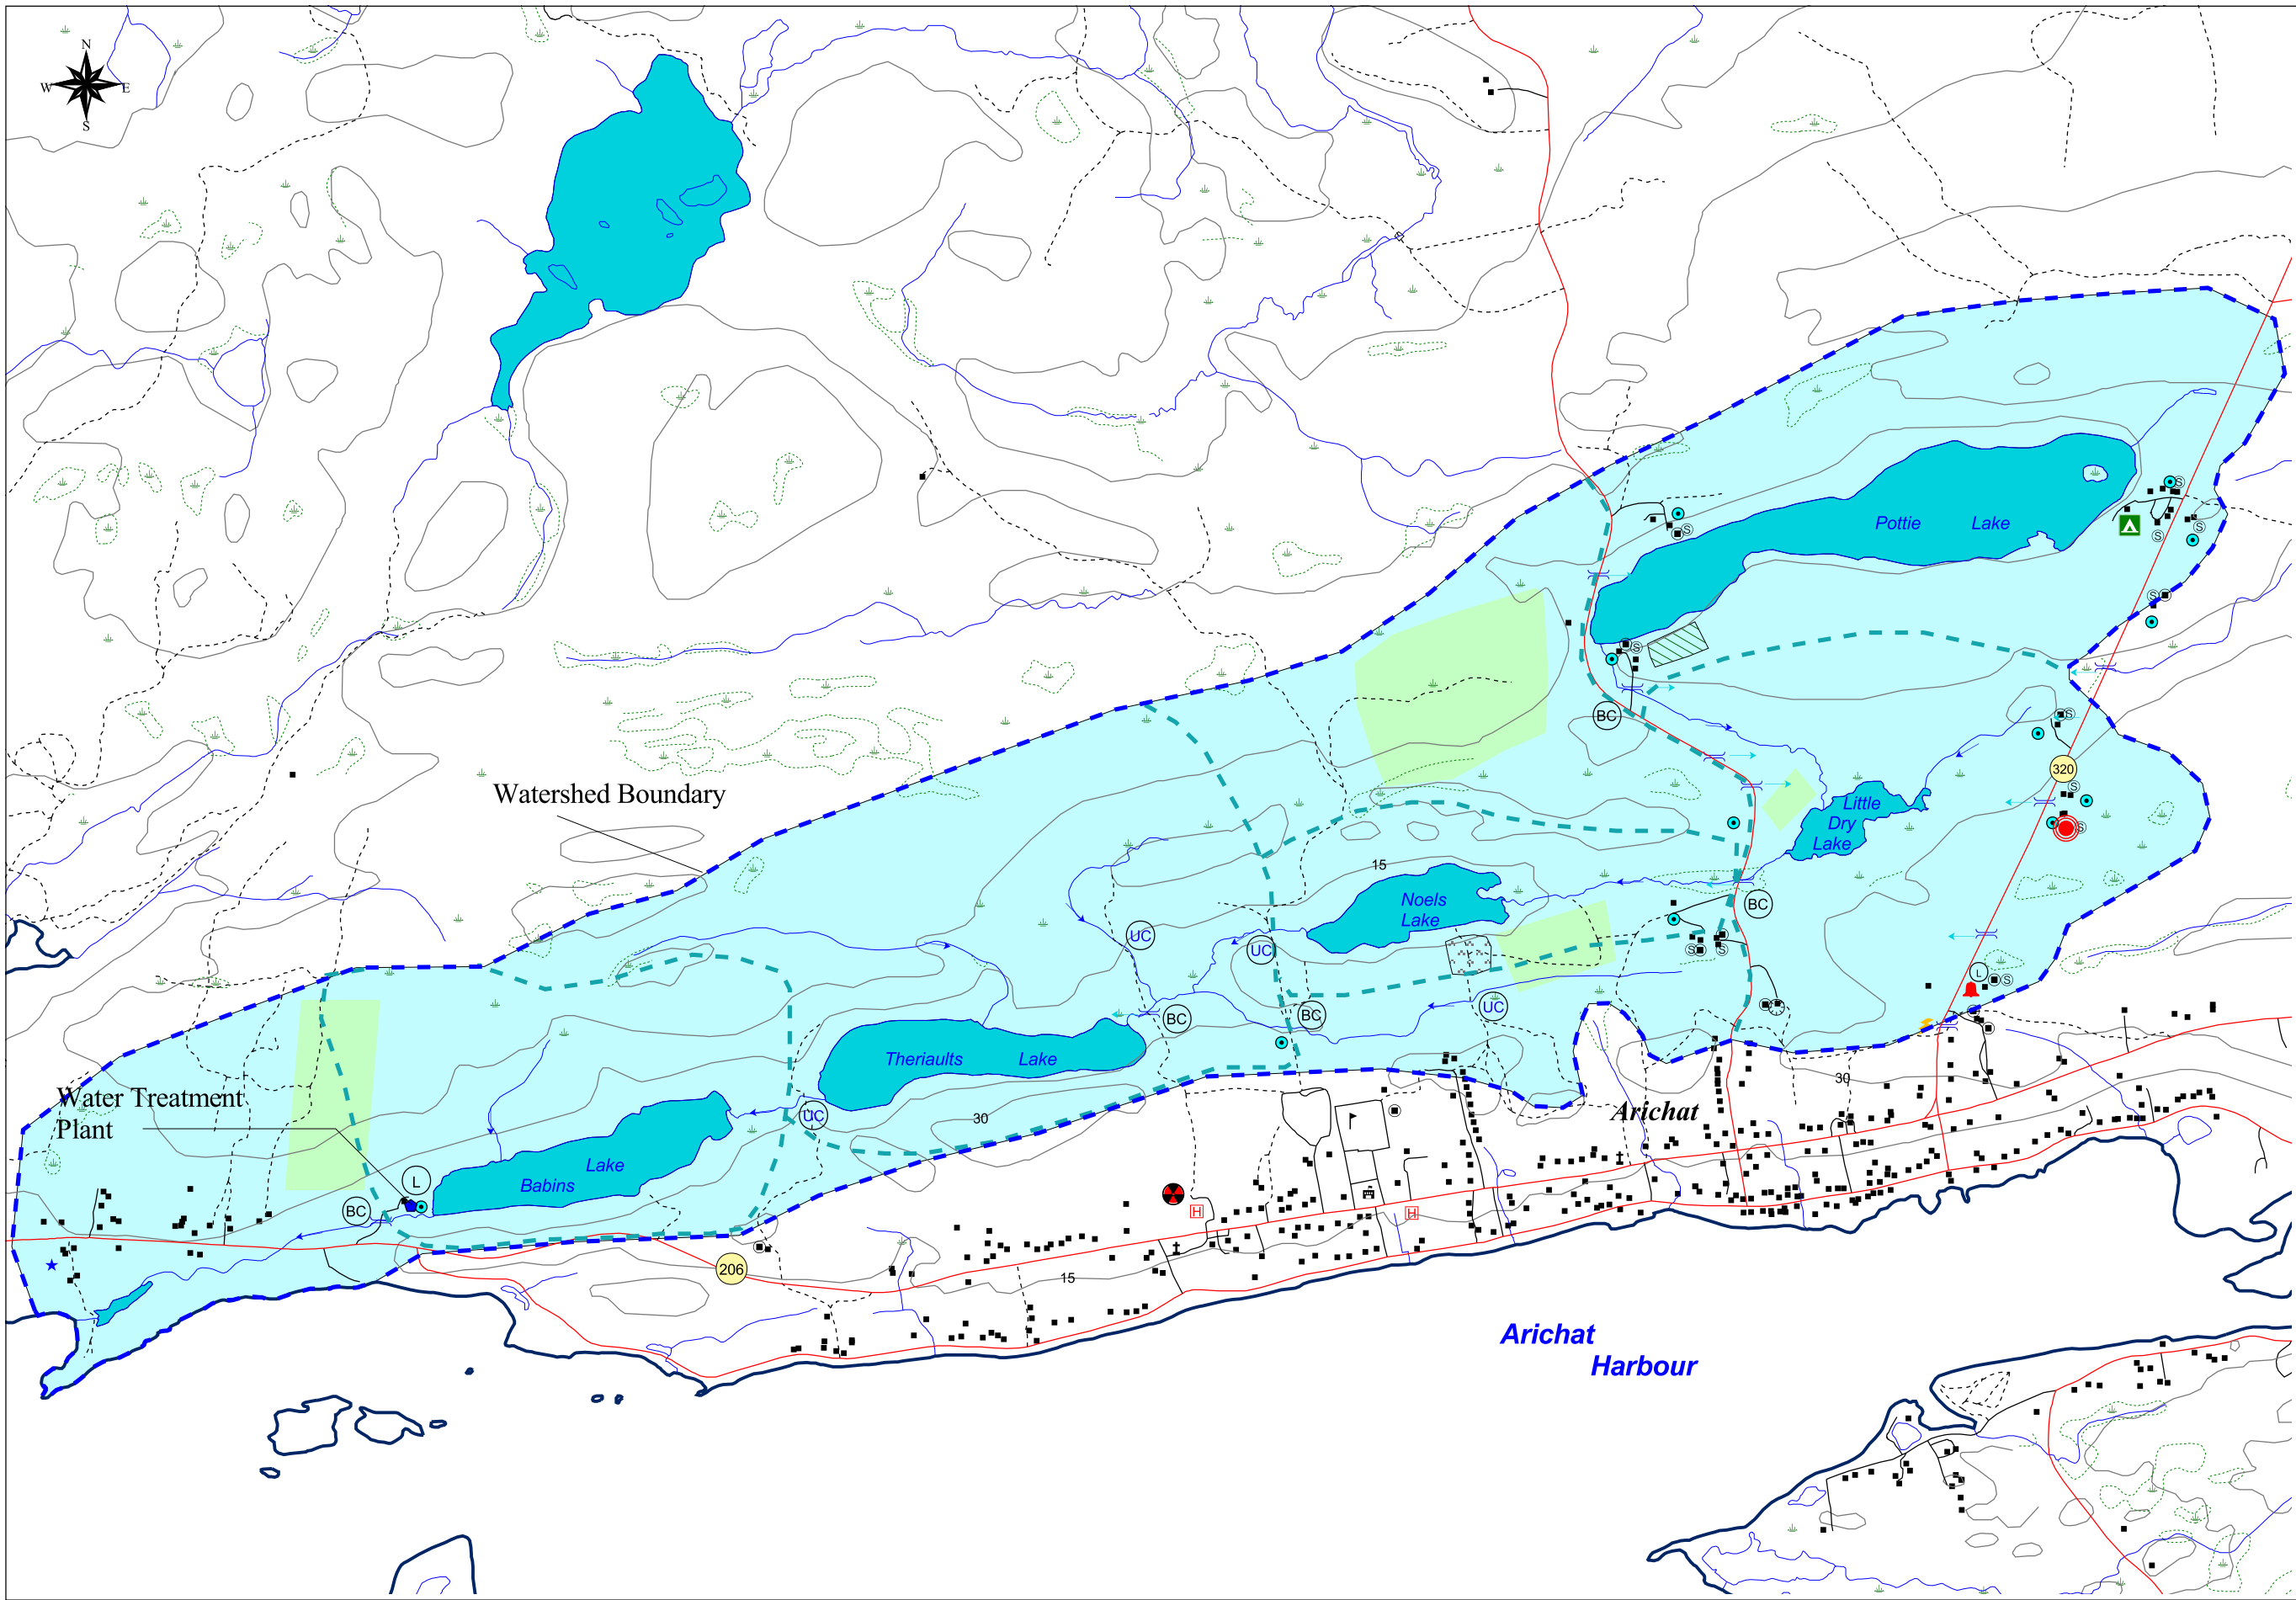 N
W E
S
Pottie Lake
S
S
S
S
S
S
BC
S
320
Watershed Boundary
S
Little
Dry
Lake
S
15
Noels
Lake
BC
UC
UC
S
S
L
S
UC
BC
BC
Theriaults Lake
30
Water Treatment
Plant
UC
Arichat
30
Lake
Babins
L
BC
H
H
206
15
Arichat
Harbour